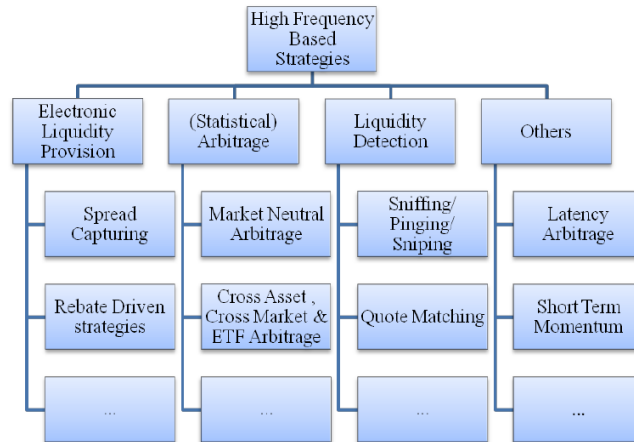 High Frequency
Based
Strategies
Electronic
Liquidity
Provision
(Statistical)
Arbitrage
Liquidity
Detection
Others
Spread
Capturing
Market Neutral
Arbitrage
Sniffing/
Pinging/
Sniping
Latency
Arbitrage
Rebate Driven
strategies
Cross Asset ,
Cross Market &
ETF Arbitrage
Quote Matching
Short Term
Momentum
...
...
...
...